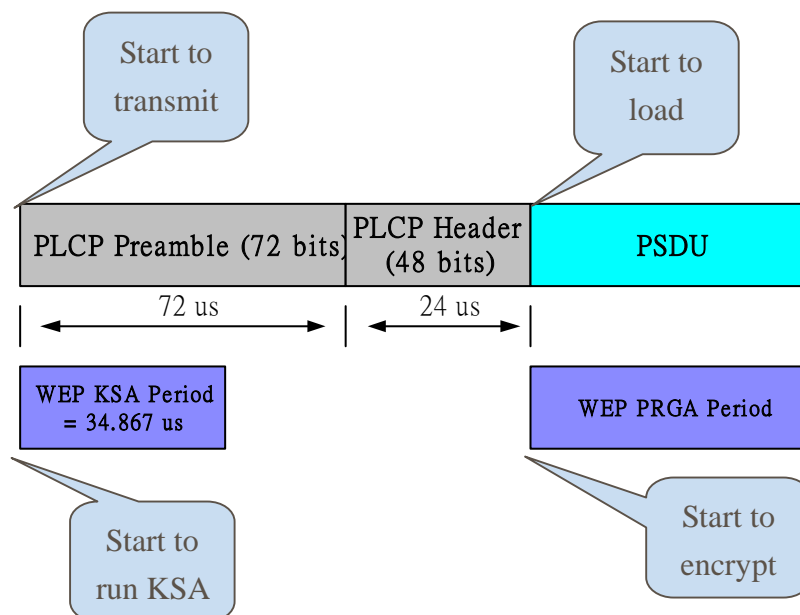 Start to
transmit
Start to
load
PLCP Preamble (72 bits)
PLCP Header
(48 bits)
PSDU
72 us
24 us
WEP KSA Period
= 34.867 us
WEP PRGA Period
Start to
run KSA
Start to
encrypt